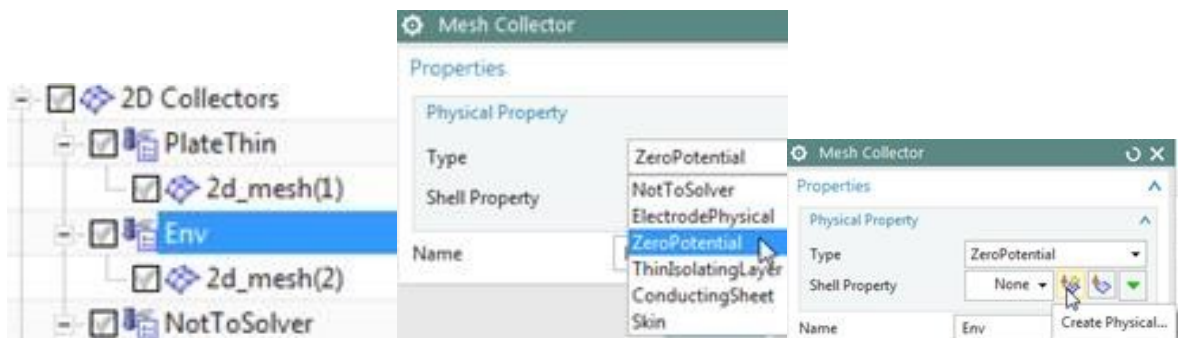 2D Collectors
PlateThin
2d_mesh(1)
Env
2d_mesh(2)
NotToSolver
Mesh Collector
Properties
Physical Property
Type ZeroPotential
Shell Property
NotToSolver
ElectrodePhysical
ZeroPotential
ThinIsolatingLayer
ConductingSheet
Skin
Name
Mesh Collector
Properties
Physical Property
Type ZeroPotential
Shell Property None
Name Env
Create Physical...